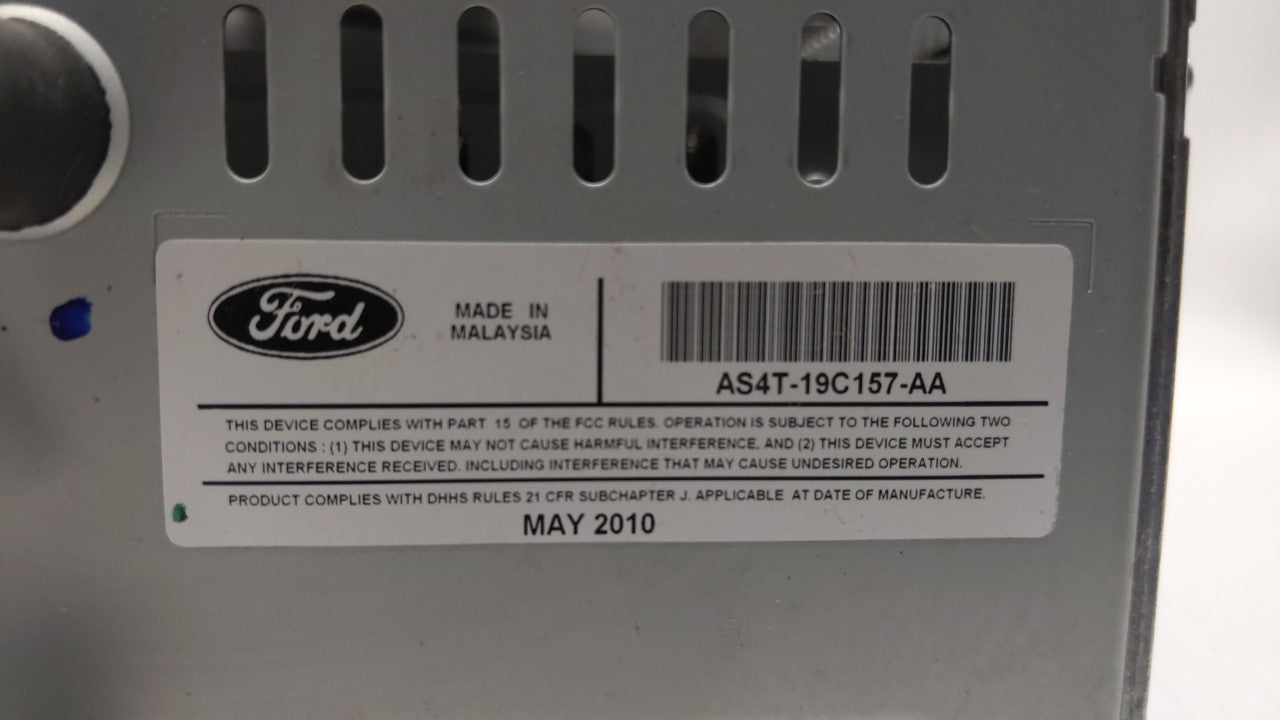 Ford
MADE IN
MALAYSIA
AS4T-19C157-AA
THIS DEVICE COMPLIES WITH PART 15 OF THE FCC RULES. OPERATION IS SUBJECT TO THE FOLLOWING TWO
CONDITIONS : (1) THIS DEVICE MAY NOT CAUSE HARMFUL INTERFERENCE, AND (2) THIS DEVICE MUST ACCEPT
ANY INTERFERENCE RECEIVED. INCLUDING INTERFERENCE THAT MAY CAUSE UNDESIRED OPERATION.
PRODUCT COMPLIES WITH DHHS RULES 21 CFR SUBCHAPTER J. APPLICABLE AT DATE OF MANUFACTURE.
MAY 2010